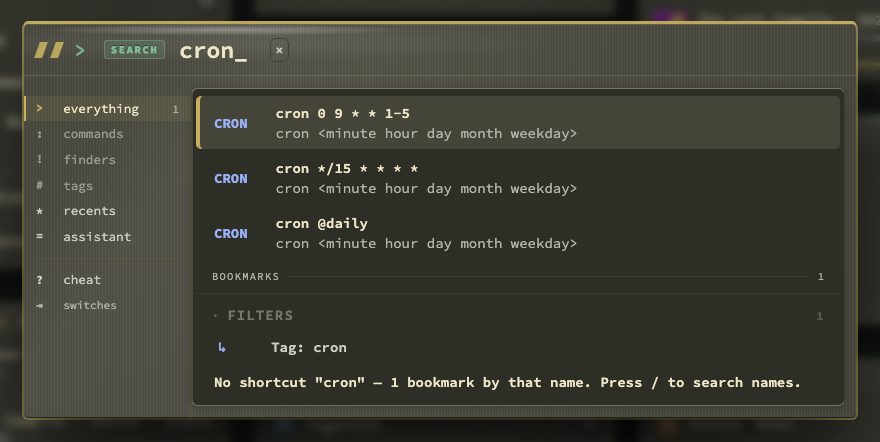 // > SEARCH cron_ ×
> everything 1
: commands
! finders
# tags
* recents
= assistant
? cheat
⇥ switches
CRON cron 0 9 * * 1-5
cron <minute hour day month weekday>
CRON cron */15 * * * *
cron <minute hour day month weekday>
CRON cron @daily
cron <minute hour day month weekday>
BOOKMARKS 1
▾ FILTERS 1
↳ Tag: cron
No shortcut "cron" — 1 bookmark by that name. Press / to search names.